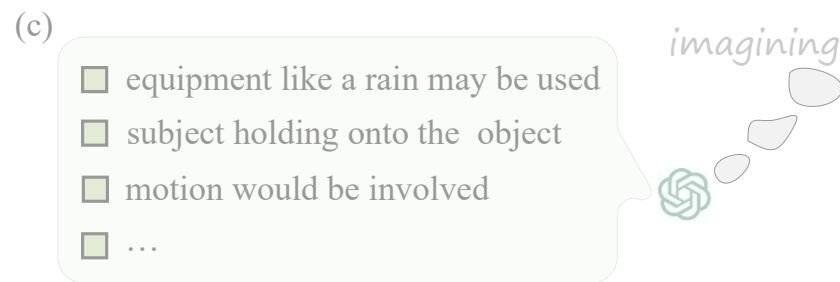 (c)
imagining
equipment like a rain may be used
subject holding onto the object
motion would be involved
…